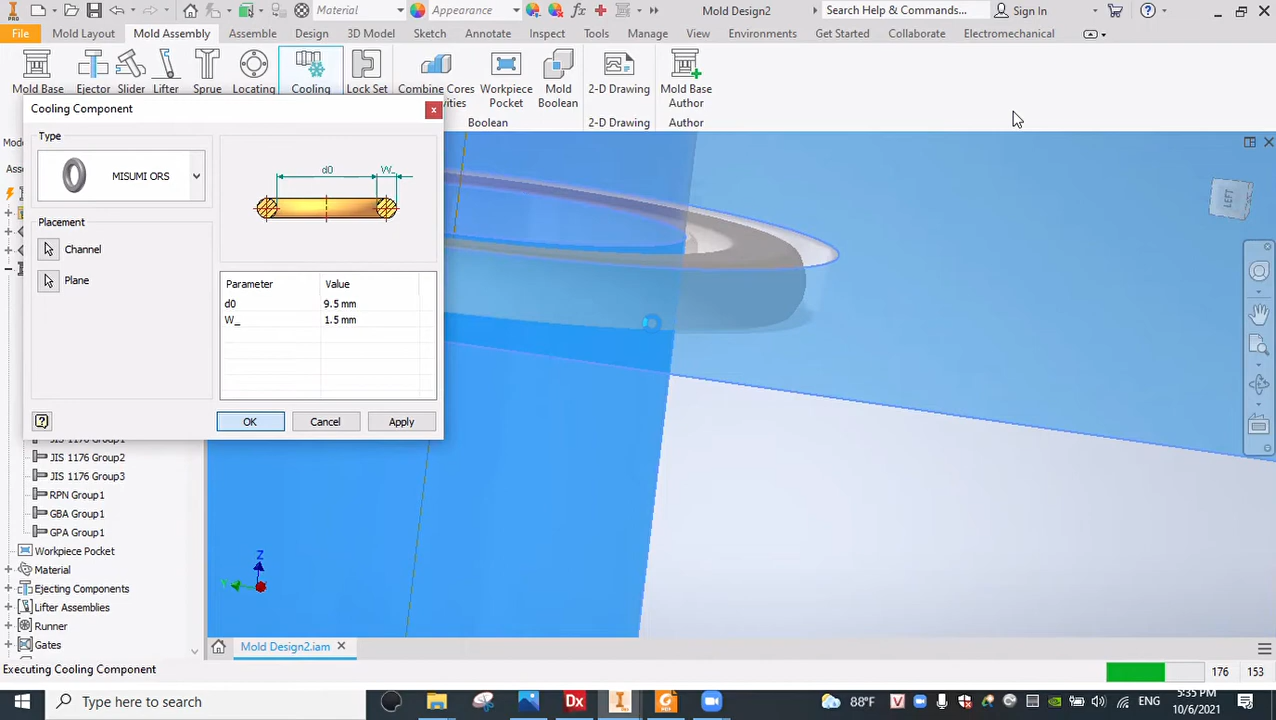 Material
Appearance
Mold Design2
Search Help & Commands...
Sign In
File
Mold Layout
Mold Assembly
Assemble
Design
3D Model
Sketch
Annotate
Inspect
Tools
Manage
View
Environments
Get Started
Collaborate
Electromechanical
Mold Base
Ejector
Slider
Lifter
Sprue
Locating
Cooling
Lock Set
Combine Cores
Workpiece
Pocket
Mold
Boolean
2-D Drawing
Mold Base
Author
Boolean
2-D Drawing
Author
Cooling Component
Type
MISUMI ORS
d0
W_
Placement
Channel
Plane
Parameter Value
d0 9.5 mm
W_ 1.5 mm
OK
Cancel
Apply
LEFT
JIS 1176 Group2
JIS 1176 Group3
RPN Group1
GBA Group1
GPA Group1
Workpiece Pocket
Material
Ejecting Components
Lifter Assemblies
Runner
Gates
Z
Mold Design2.iam
Executing Cooling Component
176 153
Type here to search
88°F
ENG
5:35 PM
10/6/2021